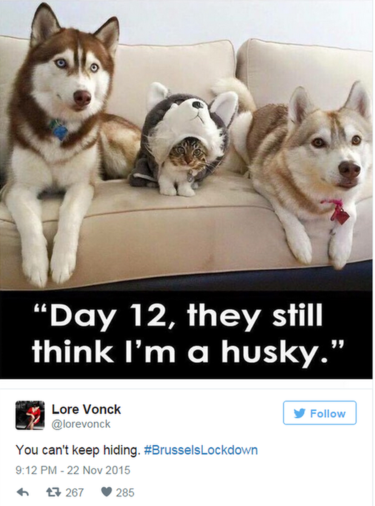 “Day 12, they still
think I’m a husky.”
Lore Vonck
@lorevonck
Follow
You can't keep hiding. #BrusselsLockdown
9:12 PM - 22 Nov 2015
267 285